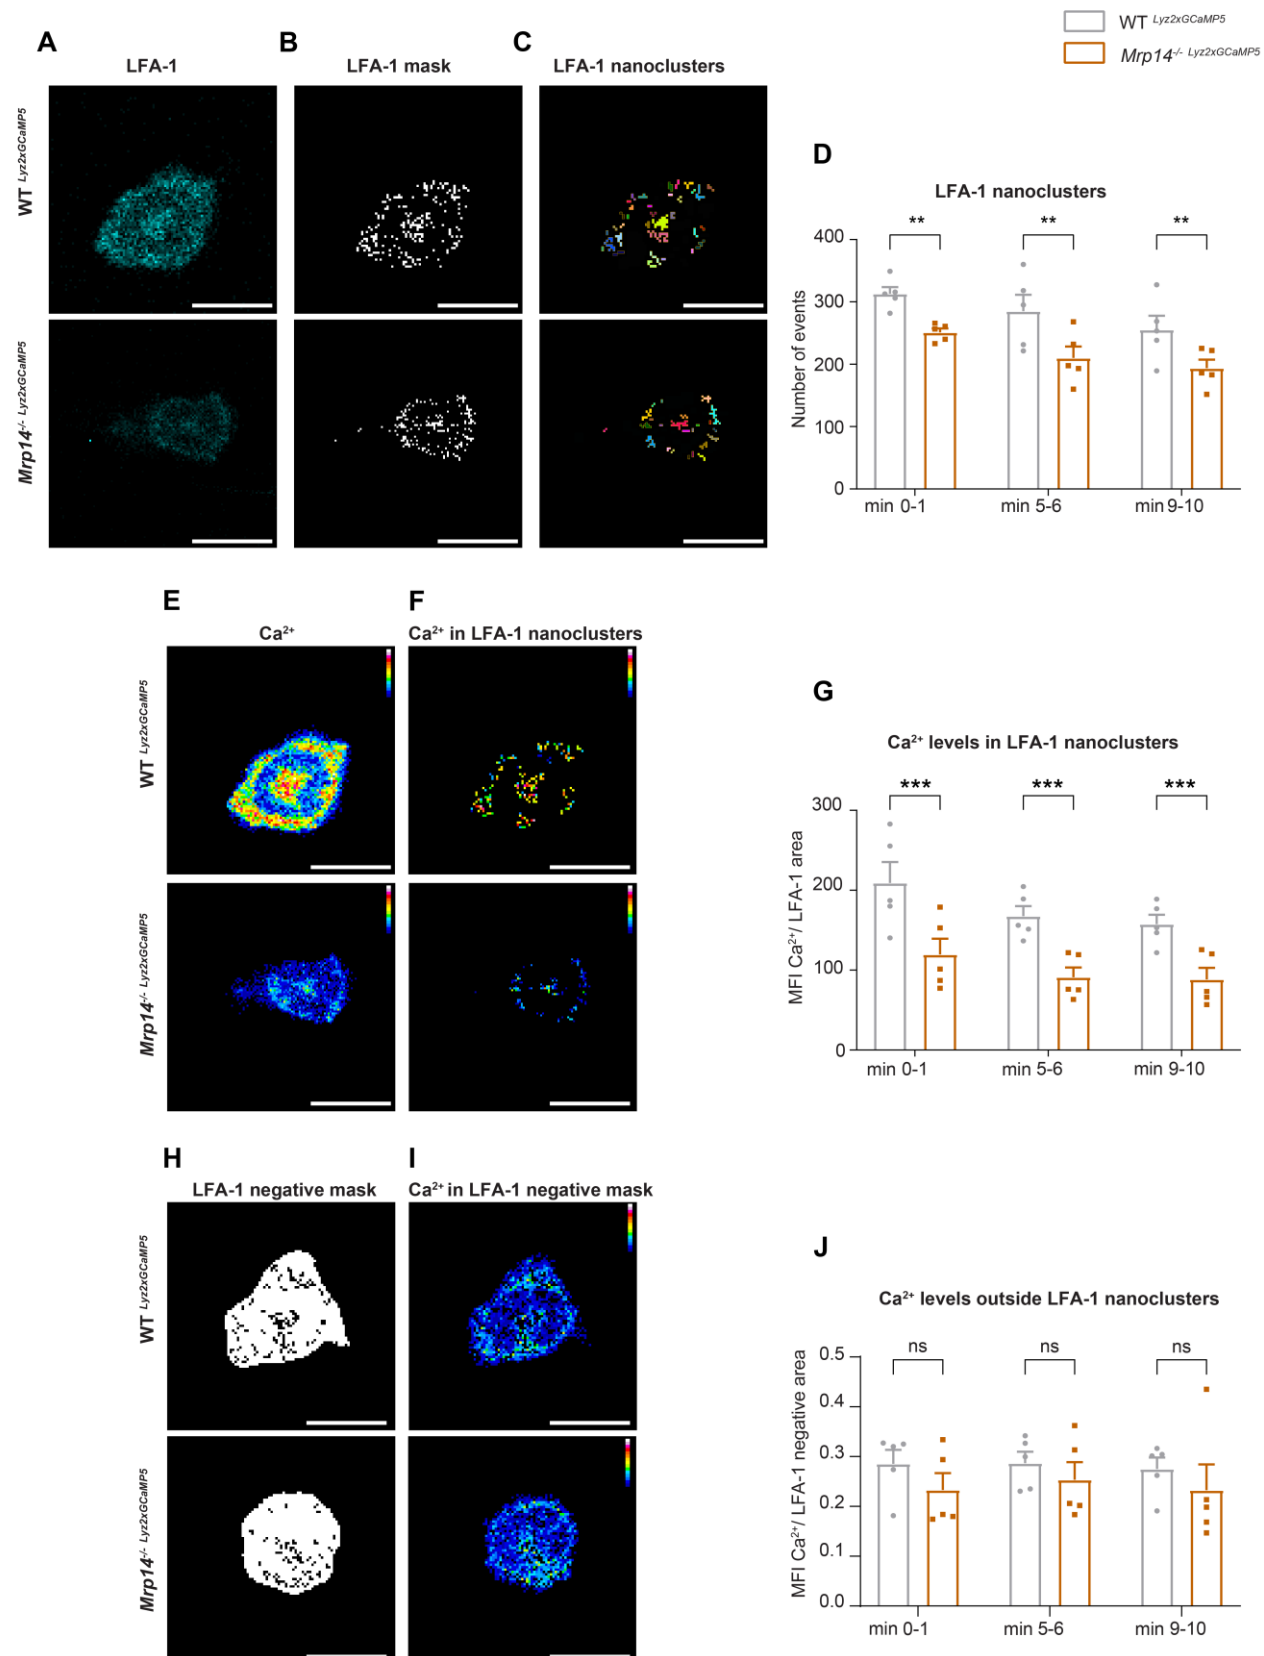 WT Lyz2xGCaMP5
Mrp14-/- Lyz2xGCaMP5
A
LFA-1
B
LFA-1 mask
C
LFA-1 nanoclusters
WT Lyz2xGCaMP5
Mrp14-/- Lyz2xGCaMP5
D
LFA-1 nanoclusters
** ** **
Number of events
400
300
200
100
0
min 0-1 min 5-6 min 9-10
E
Ca2+
F
Ca2+ in LFA-1 nanoclusters
WT Lyz2xGCaMP5
Mrp14-/- Lyz2xGCaMP5
G
Ca2+ levels in LFA-1 nanoclusters
*** *** ***
MFI Ca2+/ LFA-1 area
300
200
100
0
min 0-1 min 5-6 min 9-10
H
LFA-1 negative mask
I
Ca2+ in LFA-1 negative mask
WT Lyz2xGCaMP5
Mrp14-/- Lyz2xGCaMP5
J
Ca2+ levels outside LFA-1 nanoclusters
ns ns ns
MFI Ca2+/ LFA-1 negative area
0.5
0.4
0.3
0.2
0.1
0.0
min 0-1 min 5-6 min 9-10